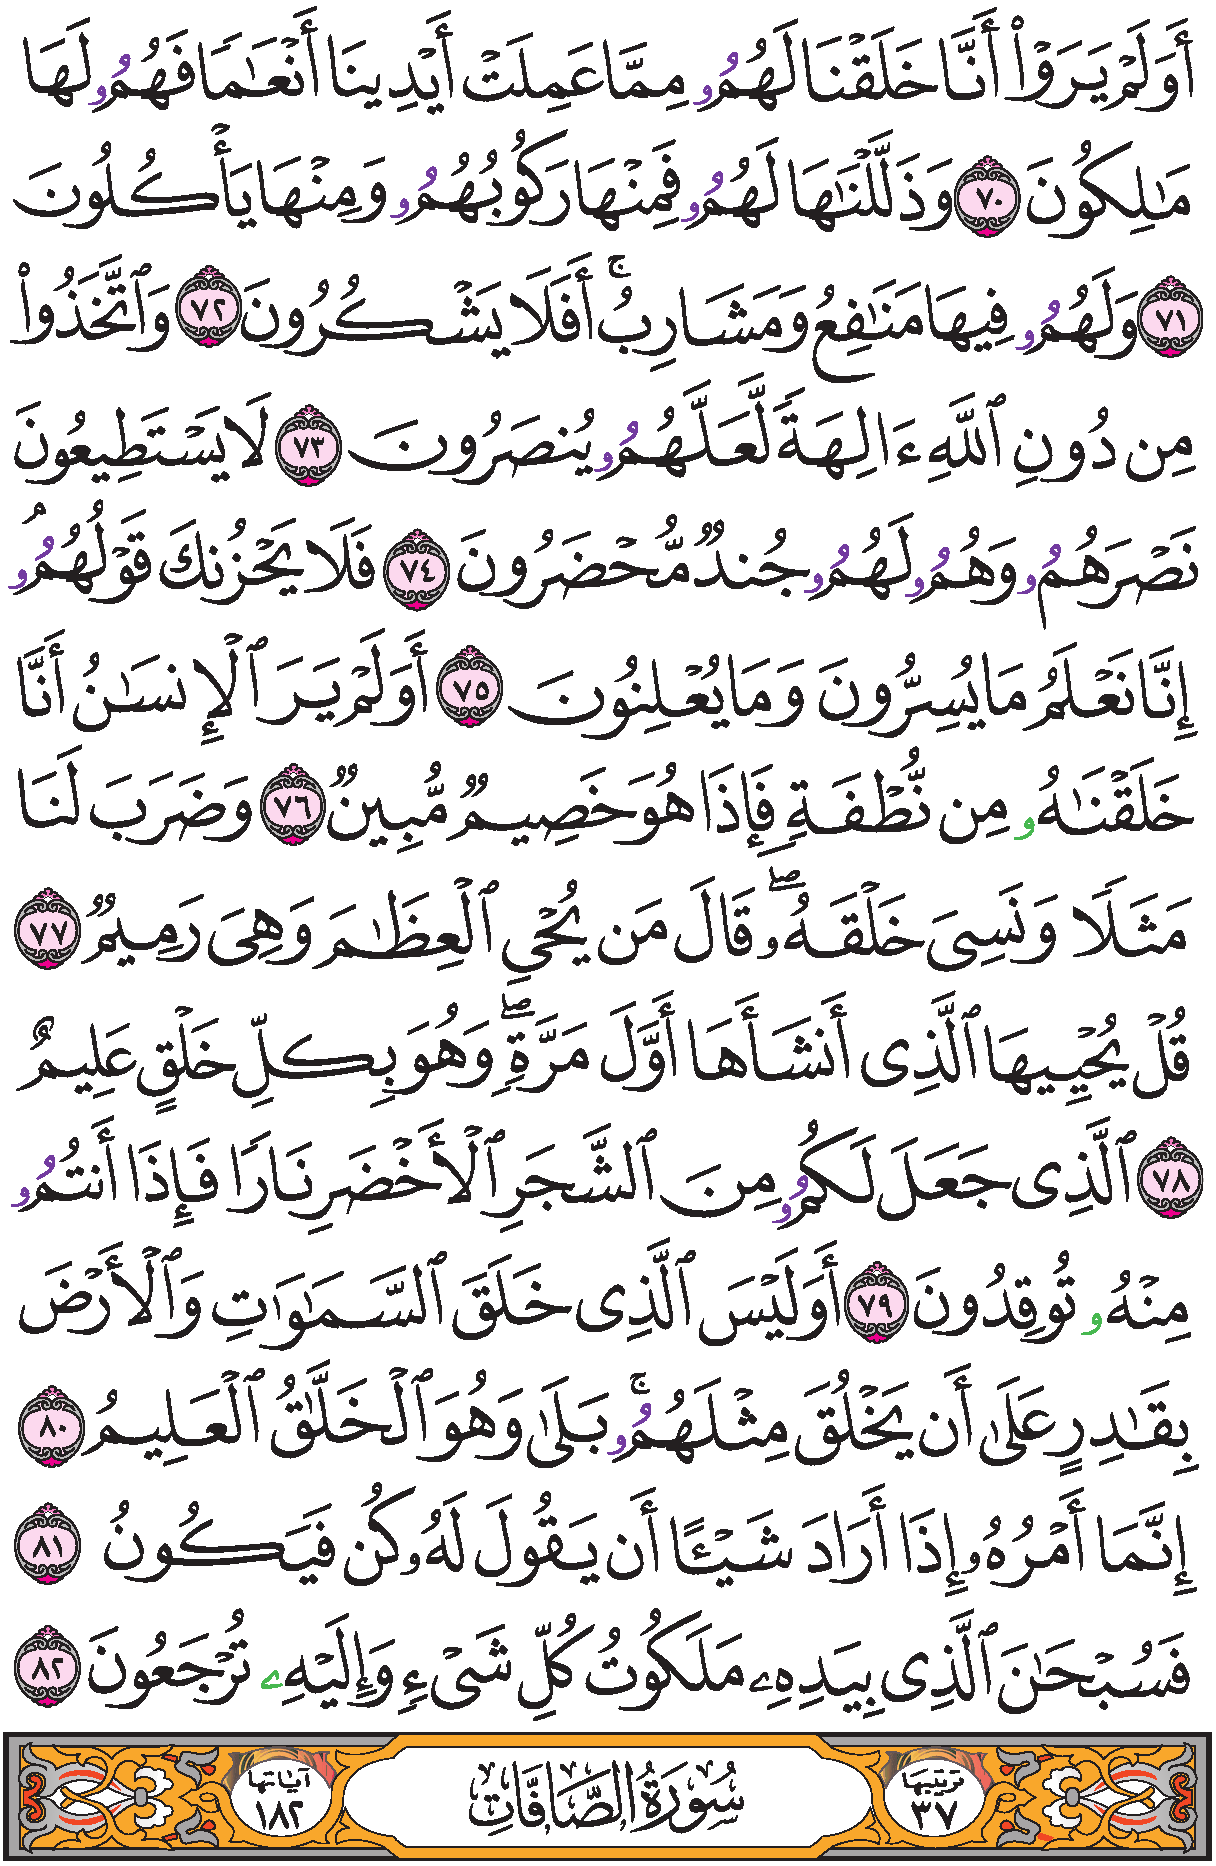 أَوَلَمۡ يَرَوۡاْ أَنَّا خَلَقۡنَا لَهُمُۥ مِمَّا عَمِلَتۡ أَيۡدِينَا أَنۡعَٰمٗا فَهُمُۥ لَهَا
مَٰلِكُونَ ٧٠ وَذَلَّلۡنَٰهَا لَهُمُۥ فَمِنۡهَا رَكُوبُهُمُۥ وَمِنۡهَا يَأۡكُلُونَ
٧١ وَلَهُمُۥ فِيهَا مَنَٰفِعُ وَمَشَارِبُۚ أَفَلَا يَشۡكُرُونَ ٧٢ وَٱتَّخَذُواْ
مِن دُونِ ٱللَّهِ ءَالِهَةٗ لَّعَلَّهُمُۥ يُنصَرُونَ ٧٣ لَا يَسۡتَطِيعُونَ
نَصۡرَهُمُۥ وَهُمُۥ لَهُمُۥ جُندٞ مُّحۡضَرُونَ ٧٤ فَلَا يَحۡزُنكَ قَوۡلُهُمُۥ
إِنَّا نَعۡلَمُ مَا يُسِرُّونَ وَمَا يُعۡلِنُونَ ٧٥ أَوَلَمۡ يَرَ ٱلۡإِنسَٰنُ أَنَّا
خَلَقۡنَٰهُۥ مِن نُّطۡفَةٖ فَإِذَا هُوَ خَصِيمٞ مُّبِينٞ ٧٦ وَضَرَبَ لَنَا
مَثَلٗا وَنَسِيَ خَلۡقَهُۥۖ قَالَ مَن يُحۡيِ ٱلۡعِظَٰمَ وَهِيَ رَمِيمٞ ٧٧
قُلۡ يُحۡيِيهَا ٱلَّذِي أَنشَأَهَا أَوَّلَ مَرَّةٖۖ وَهُوَ بِكُلِّ خَلۡقٍ عَلِيمٌ
٧٨ ٱلَّذِي جَعَلَ لَكُمُۥ مِنَ ٱلشَّجَرِ ٱلۡأَخۡضَرِ نَارٗا فَإِذَا أَنتُمُۥ
مِنۡهُۥ تُوقِدُونَ ٧٩ أَوَلَيۡسَ ٱلَّذِي خَلَقَ ٱلسَّمَٰوَٰتِ وَٱلۡأَرۡضَ
بِقَٰدِرٍ عَلَىٰ أَن يَخۡلُقَ مِثۡلَهُمُۥۚ بَلَىٰ وَهُوَ ٱلۡخَلَّٰقُ ٱلۡعَلِيمُ ٨٠
إِنَّمَا أَمۡرُهُۥ إِذَا أَرَادَ شَيۡـًٔا أَن يَقُولَ لَهُۥ كُن فَيَكُونُ ٨١
فَسُبۡحَٰنَ ٱلَّذِي بِيَدِهِۦ مَلَكُوتُ كُلِّ شَيۡءٖ وَإِلَيۡهِۦ تُرۡجَعُونَ ٨٢
ترتيبها ٣٧ سُورَةُ الصَّافَّاتِ آياتها ١٨٢